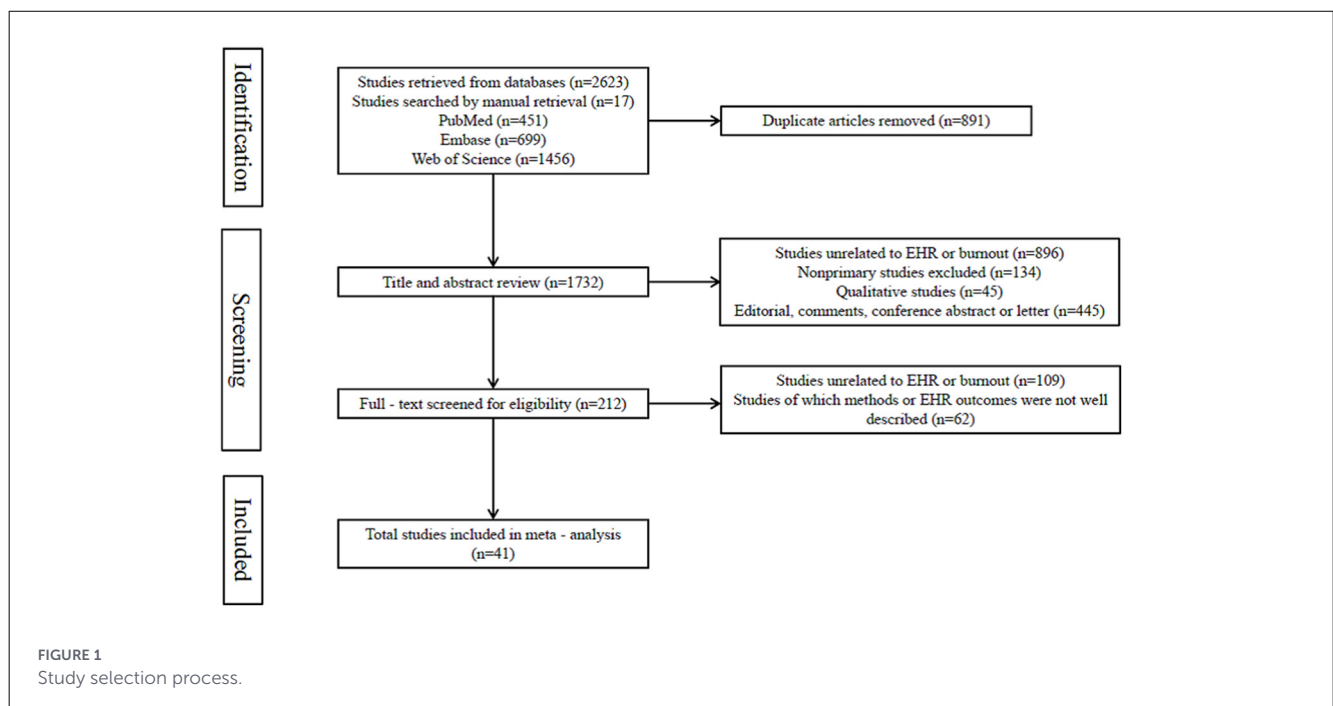 Identification
Studies retrieved from databases (n=2623)
Studies searched by manual retrieval (n=17)
PubMed (n=451)
Embase (n=699)
Web of Science (n=1456)
Duplicate articles removed (n=891)
Screening
Title and abstract review (n=1732)
Studies unrelated to EHR or burnout (n=896)
Nonprimary studies excluded (n=134)
Qualitative studies (n=45)
Editorial, comments, conference abstract or letter (n=445)
Full - text screened for eligibility (n=212)
Studies unrelated to EHR or burnout (n=109)
Studies of which methods or EHR outcomes were not well
described (n=62)
Included
Total studies included in meta - analysis
(n=41)
FIGURE 1
Study selection process.